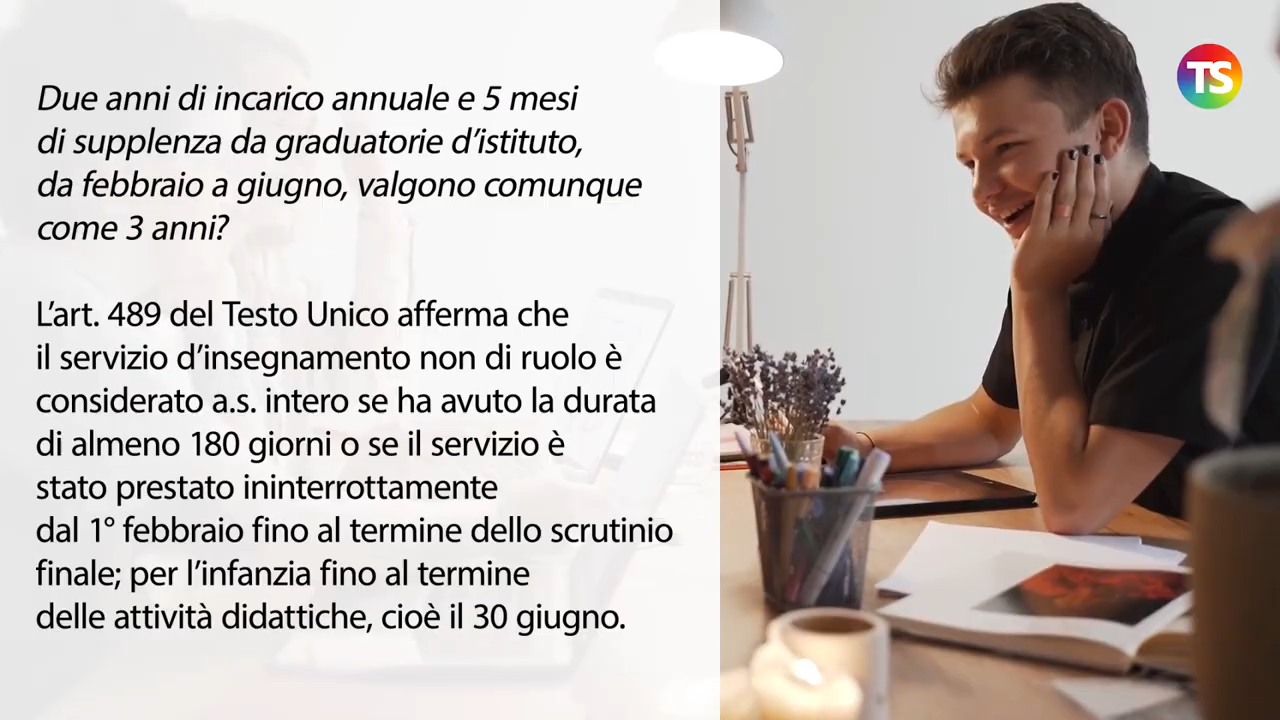 Due anni di incarico annuale e 5 mesi
di supplenza da graduatorie d'istituto,
da febbraio a giugno, valgono comunque
come 3 anni?
L'art. 489 del Testo Unico afferma che
il servizio d'insegnamento non di ruolo è
considerato a.s. intero se ha avuto la durata
di almeno 180 giorni o se il servizio è
stato prestato ininterrottamente
dal 1° febbraio fino al termine dello scrutinio
finale; per l'infanzia fino al termine
delle attività didattiche, cioè il 30 giugno.
TS